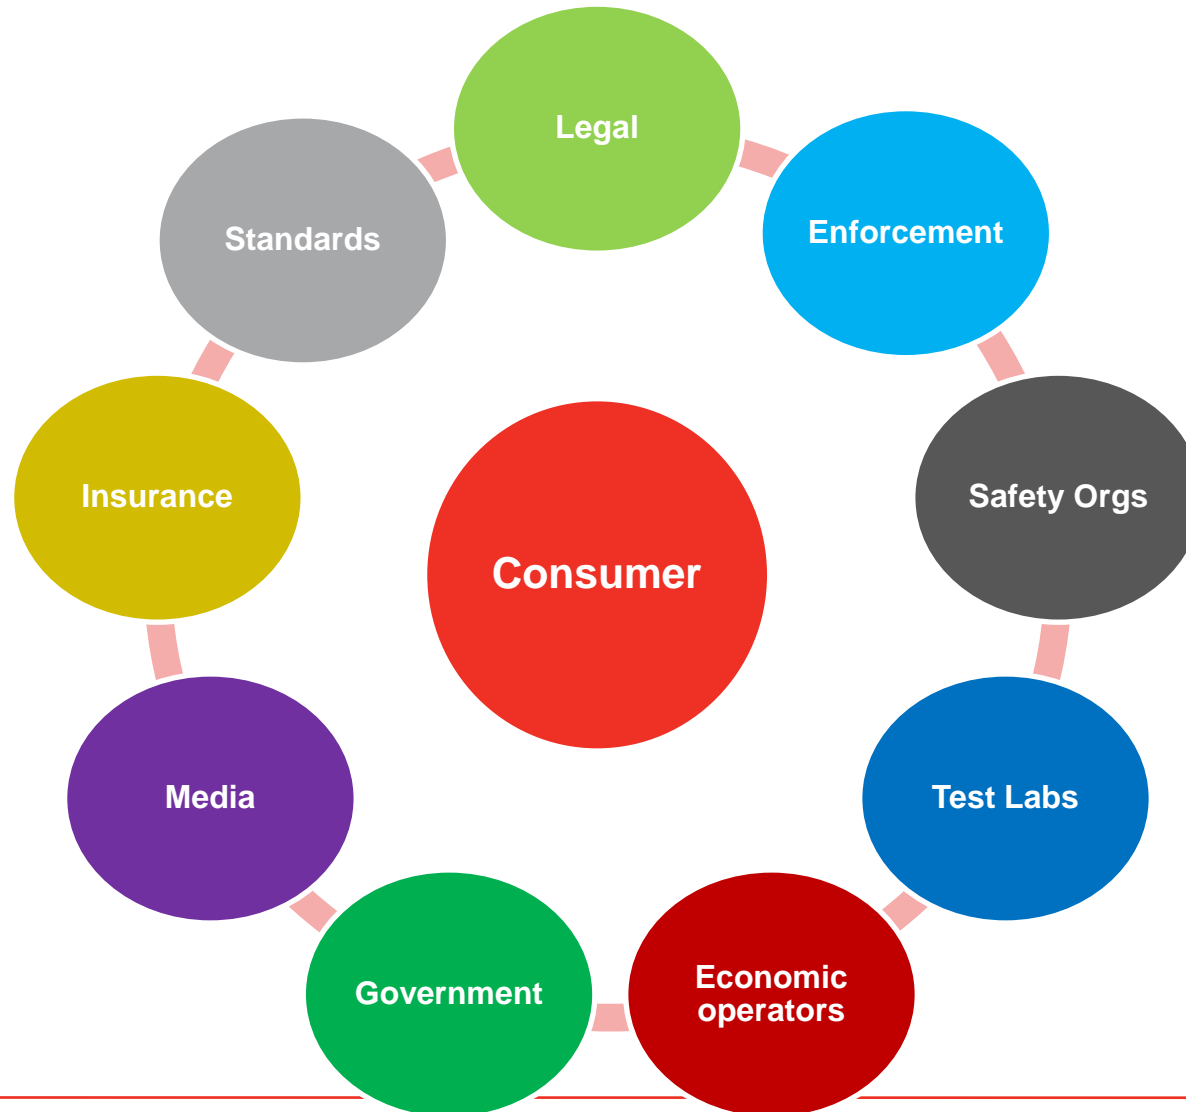 Legal
Enforcement
Standards
Safety Orgs
Insurance
Consumer
Test Labs
Media
Economic
operators
Government